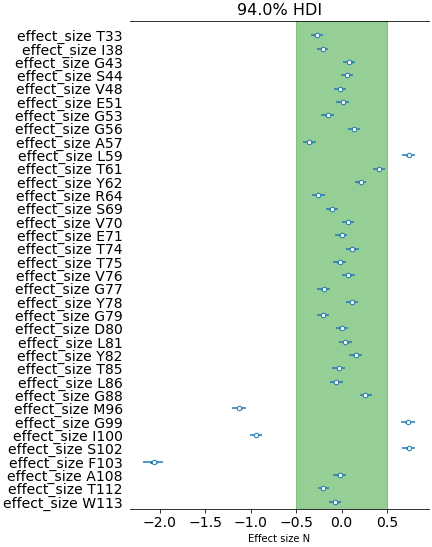 94.0% HDI
effect_size T33
effect_size I38
effect_size G43
effect_size S44
effect_size V48
effect_size E51
effect_size G53
effect_size G56
effect_size A57
effect_size L59
effect_size T61
effect_size Y62
effect_size R64
effect_size S69
effect_size V70
effect_size E71
effect_size T74
effect_size T75
effect_size V76
effect_size G77
effect_size Y78
effect_size G79
effect_size D80
effect_size L81
effect_size Y82
effect_size T85
effect_size L86
effect_size G88
effect_size M96
effect_size G99
effect_size I100
effect_size S102
effect_size F103
effect_size A108
effect_size T112
effect_size W113
−2.0 −1.5 −1.0 −0.5 0.0 0.5
Effect size N